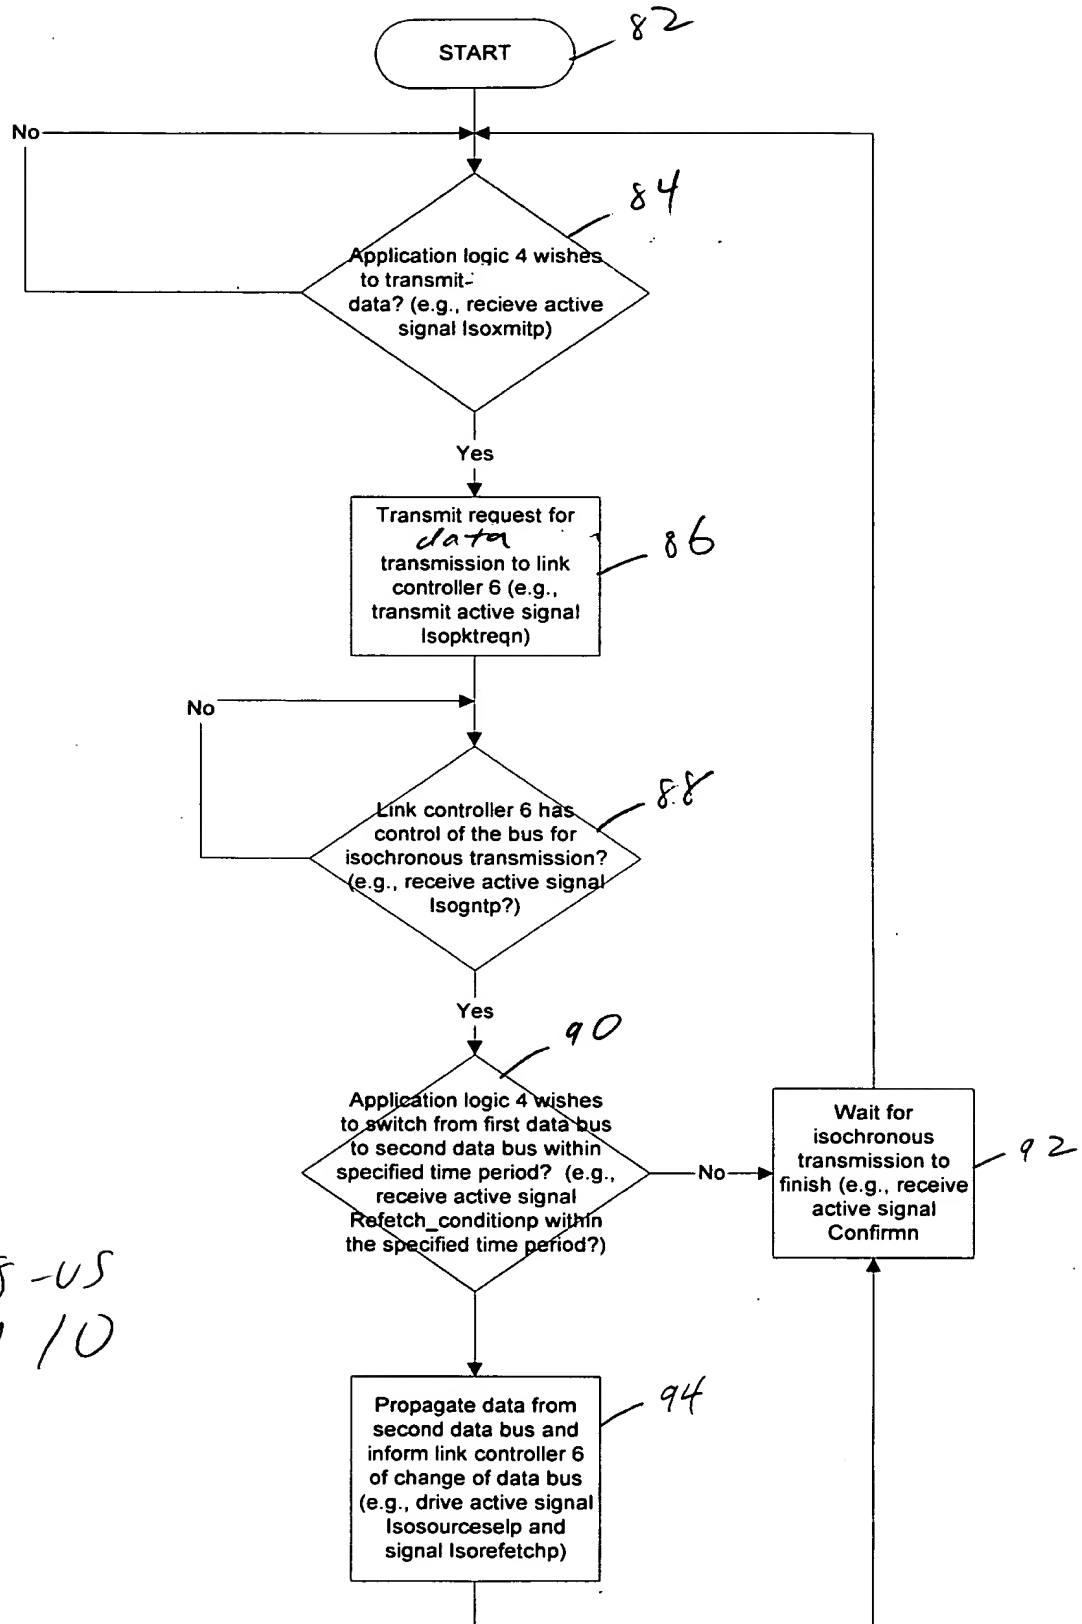 START
82
No
84
Application logic 4 wishes
to transmit-
data? (e.g., recieve active
signal Isoxmitp)
Yes
Transmit request for
data
transmission to link
controller 6 (e.g.,
transmit active signal
Isopktreqn)
86
No
Link controller 6 has
control of the bus for
isochronous transmission?
(e.g., receive active signal
Isogntp?)
88
Yes
90
Application logic 4 wishes
to switch from first data bus
to second data bus within
specified time period? (e.g.,
receive active signal
Refetch_conditionp within
the specified time period?)
No
Wait for
isochronous
transmission to
finish (e.g., receive
active signal
Confirmn
92
-US
10
Propagate data from
second data bus and
inform link controller 6
of change of data bus
(e.g., drive active signal
Isosourceselp and
signal Isorefetchp)
94